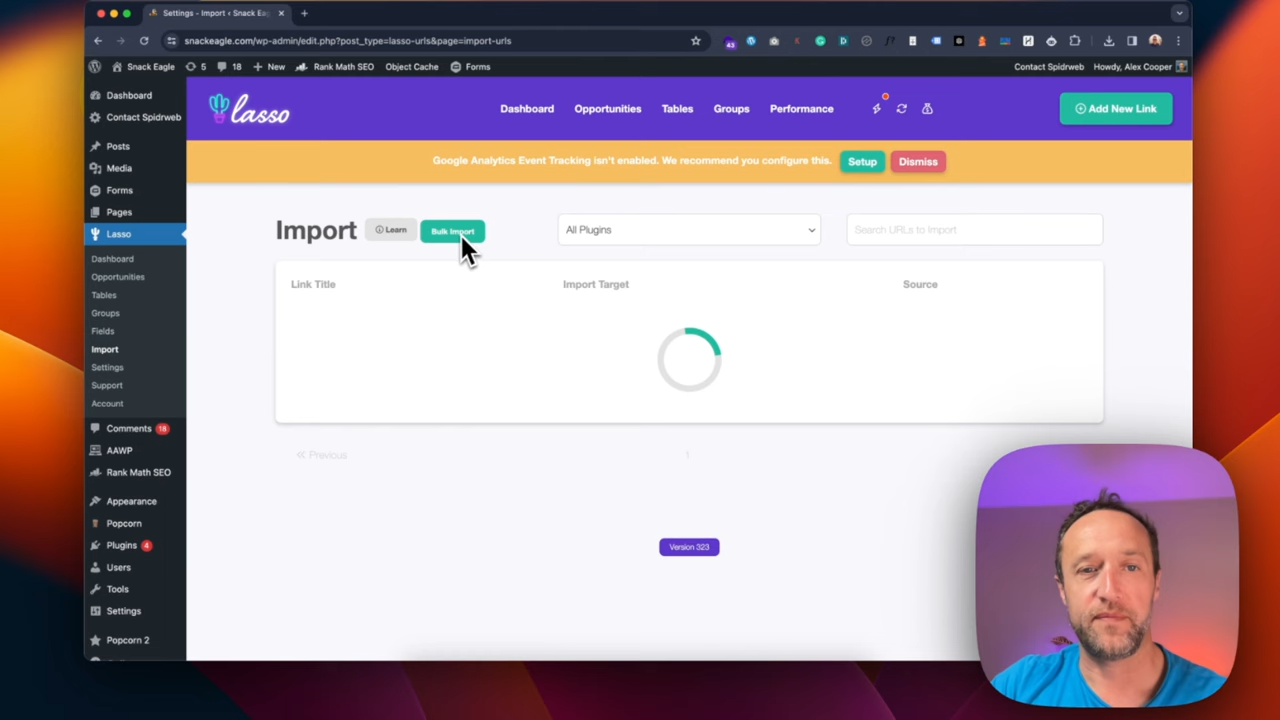 Settings - Import ‹ Snack Eag
snackeagle.com/wp-admin/edit.php?post_type=lasso-urls&page=import-urls
Snack Eagle 5 18 New Rank Math SEO Object Cache Forms Contact Spidrweb Howdy, Alex Cooper
lasso Dashboard Opportunities Tables Groups Performance Add New Link
Google Analytics Event Tracking isn't enabled. We recommend you configure this. Setup Dismiss
Import Learn Bulk Import All Plugins Search URLs to Import
Link Title Import Target Source
Previous 1
Version 323
Dashboard
Contact Spidrweb
Posts
Media
Forms
Pages
Lasso
Dashboard
Opportunities
Tables
Groups
Fields
Import
Settings
Support
Account
Comments 18
AAWP
Rank Math SEO
Appearance
Popcorn
Plugins 4
Users
Tools
Settings
Popcorn 2